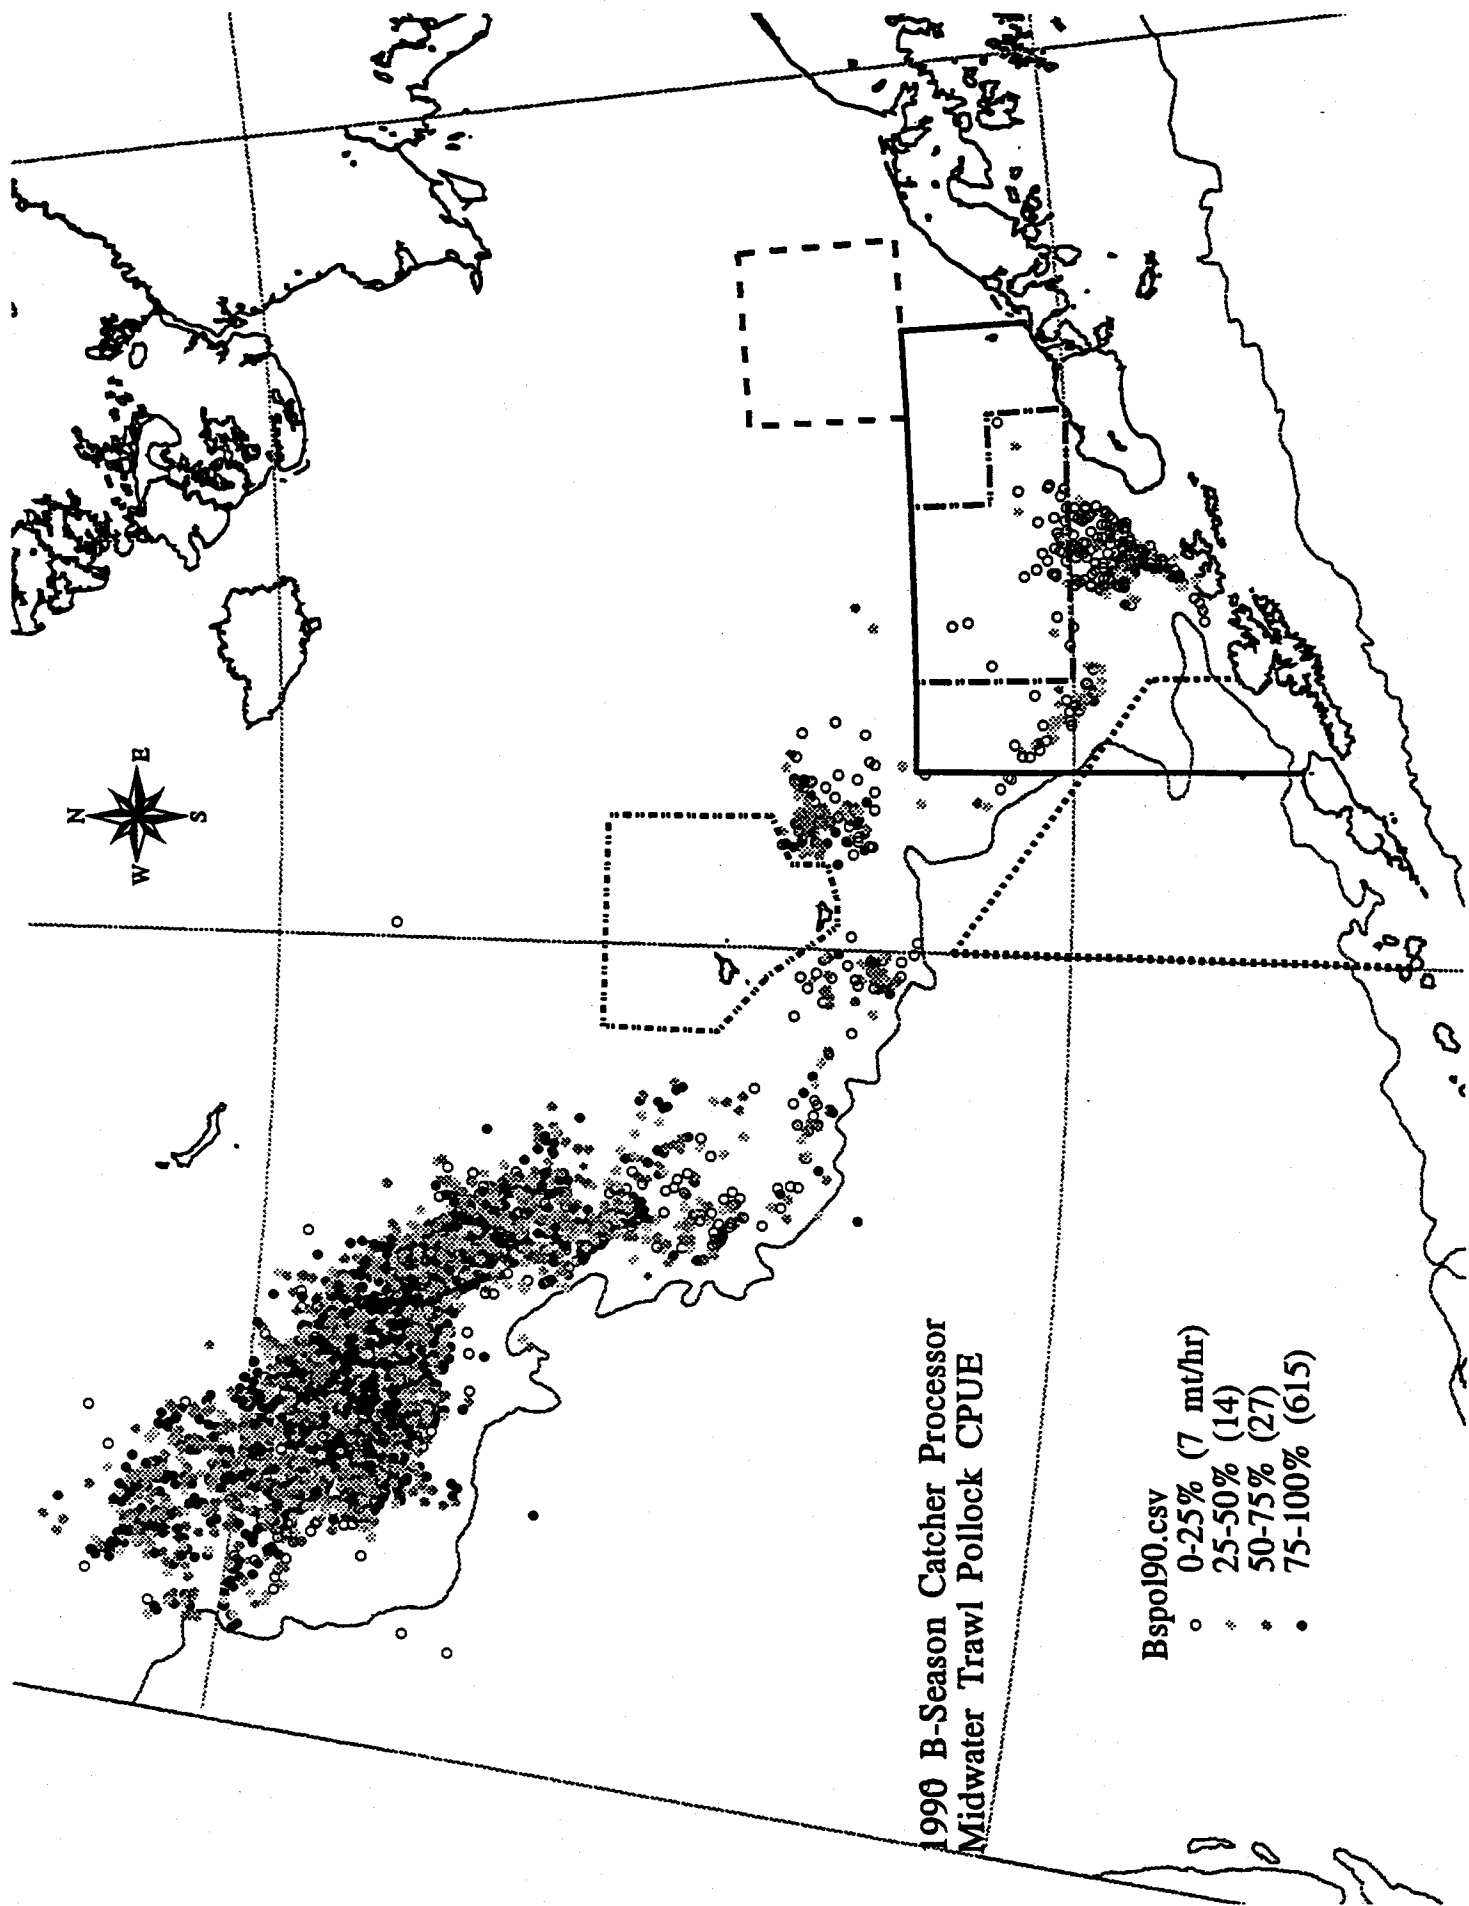 N
W E
S
1990 B-Season Catcher Processor
Midwater Trawl Pollock CPUE
Bspol90.csv
0-25% (7 mt/hr)
25-50% (14)
50-75% (27)
75-100% (615)